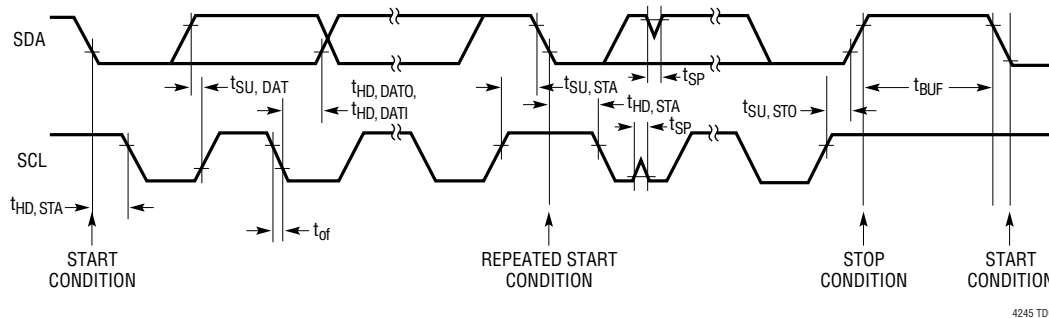 SDA
tSU, DAT
tHD, DATO,
tHD, DATI
tSU, STA
tSP
tHD, STA
tSP
tSU, STO
tBUF
SCL
tHD, STA
tof
START
CONDITION
REPEATED START
CONDITION
STOP
CONDITION
START
CONDITION
4245 TD